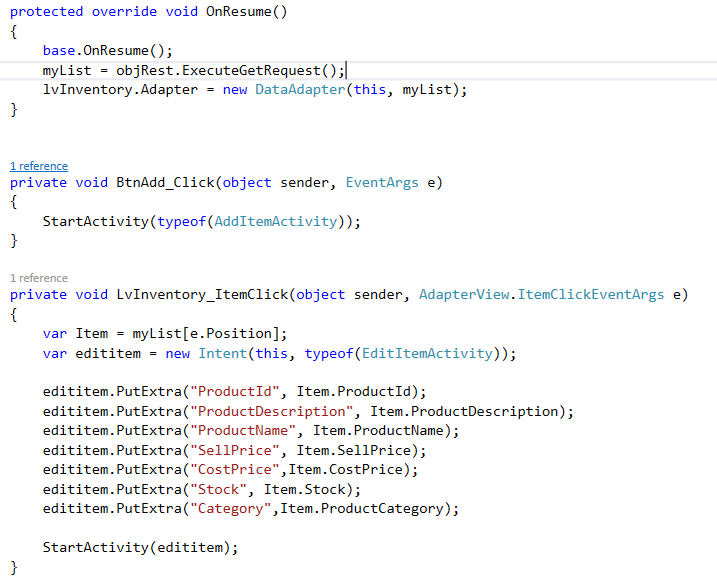 protected override void OnResume()
{
    base.OnResume();
    myList = objRest.ExecuteGetRequest();
    lvInventory.Adapter = new DataAdapter(this, myList);
}
1 reference
private void BtnAdd_Click(object sender, EventArgs e)
{
    StartActivity(typeof(AddItemActivity));
}
1 reference
private void LvInventory_ItemClick(object sender, AdapterView.ItemClickEventArgs e)
{
    var Item = myList[e.Position];
    var edititem = new Intent(this, typeof(EditItemActivity));
    edititem.PutExtra("ProductId", Item.ProductId);
    edititem.PutExtra("ProductDescription", Item.ProductDescription);
    edititem.PutExtra("ProductName", Item.ProductName);
    edititem.PutExtra("SellPrice", Item.SellPrice);
    edititem.PutExtra("CostPrice",Item.CostPrice);
    edititem.PutExtra("Stock", Item.Stock);
    edititem.PutExtra("Category",Item.ProductCategory);
    StartActivity(edititem);
}